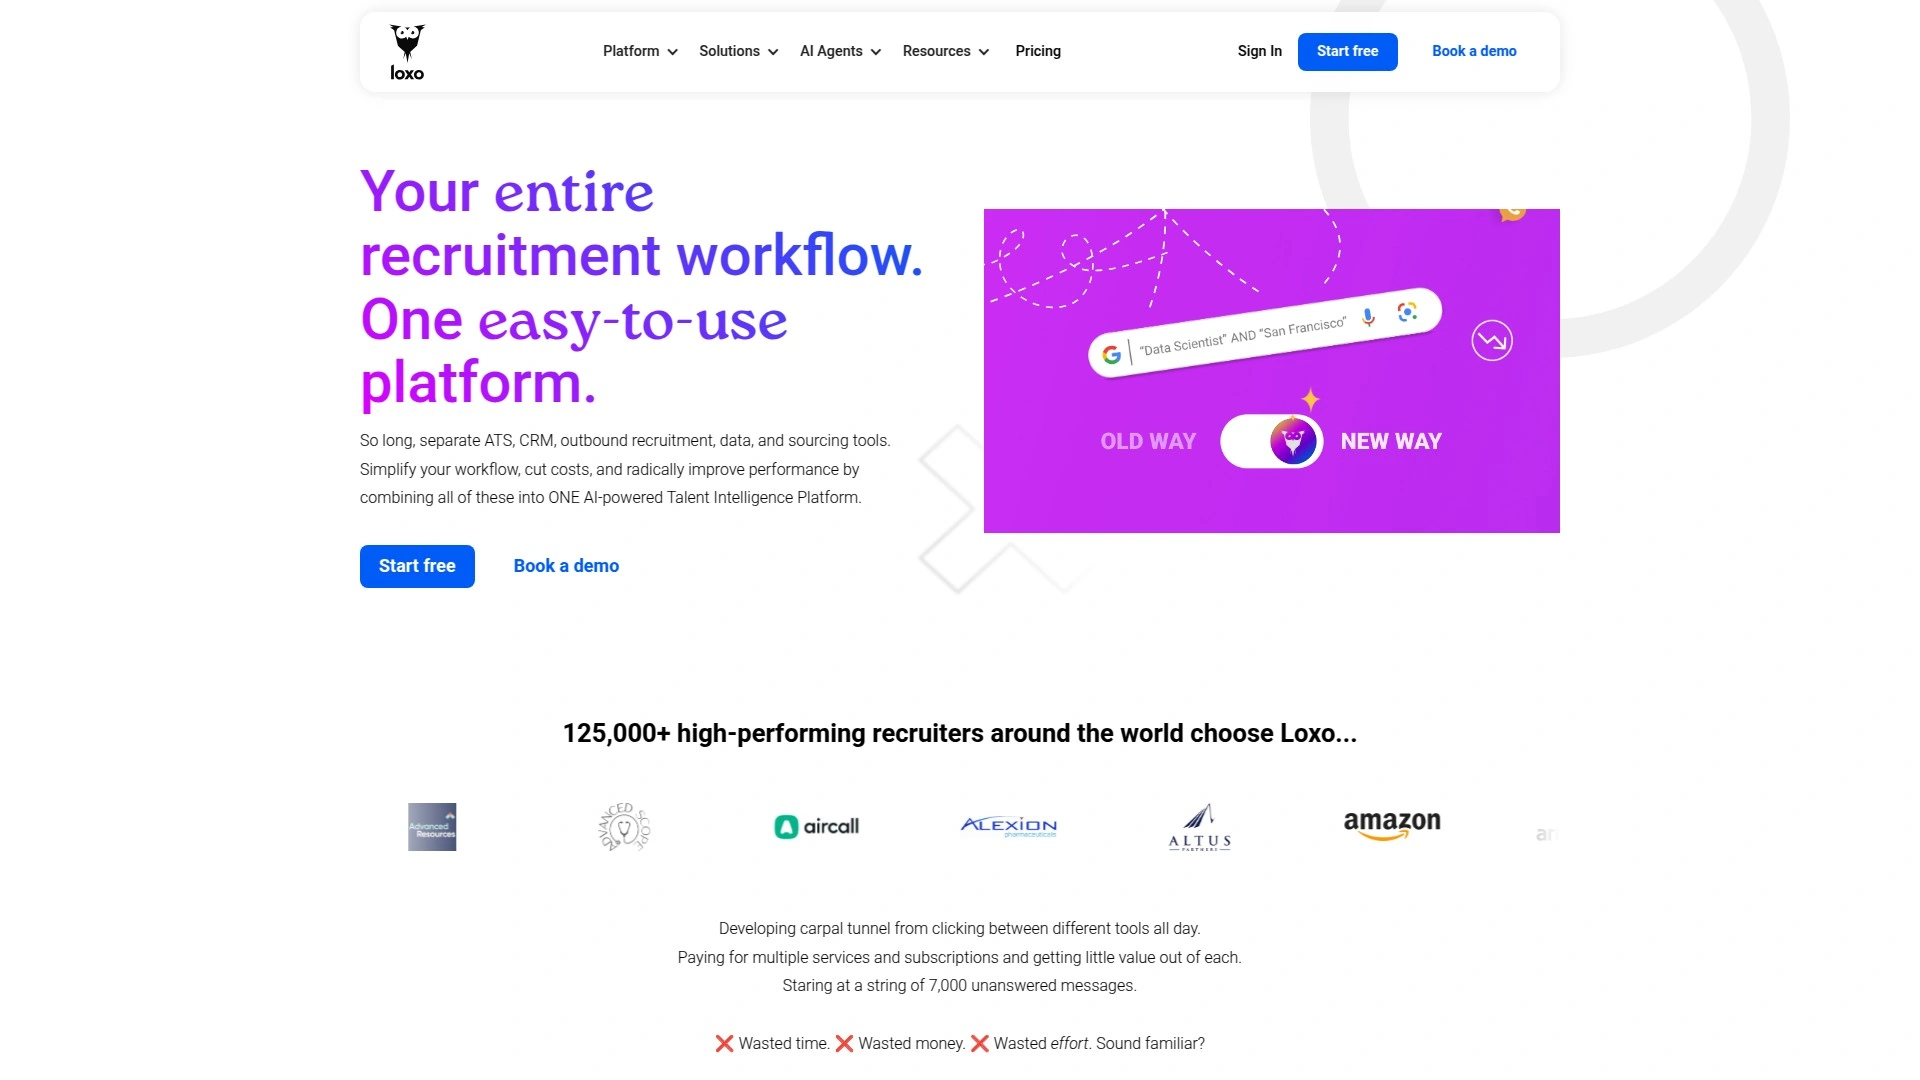 loxo
Platform
Solutions
AI Agents
Resources
Pricing
Sign In
Start free
Book a demo
Your entire
recruitment workflow.
One easy-to-use
platform.
So long, separate ATS, CRM, outbound recruitment, data, and sourcing tools.
Simplify your workflow, cut costs, and radically improve performance by
combining all of these into ONE AI-powered Talent Intelligence Platform.
Start free
Book a demo
G
"Data Scientist" AND "San Francisco"
OLD WAY
NEW WAY
125,000+ high-performing recruiters around the world choose Loxo...
Advanced
Resources
ADVANCED SCOPE
aircall
ALEXION
pharmaceuticals
ALTUS
PARTNERS
amazon
Developing carpal tunnel from clicking between different tools all day.
Paying for multiple services and subscriptions and getting little value out of each.
Staring at a string of 7,000 unanswered messages.
❌ Wasted time. ❌ Wasted money. ❌ Wasted effort. Sound familiar?